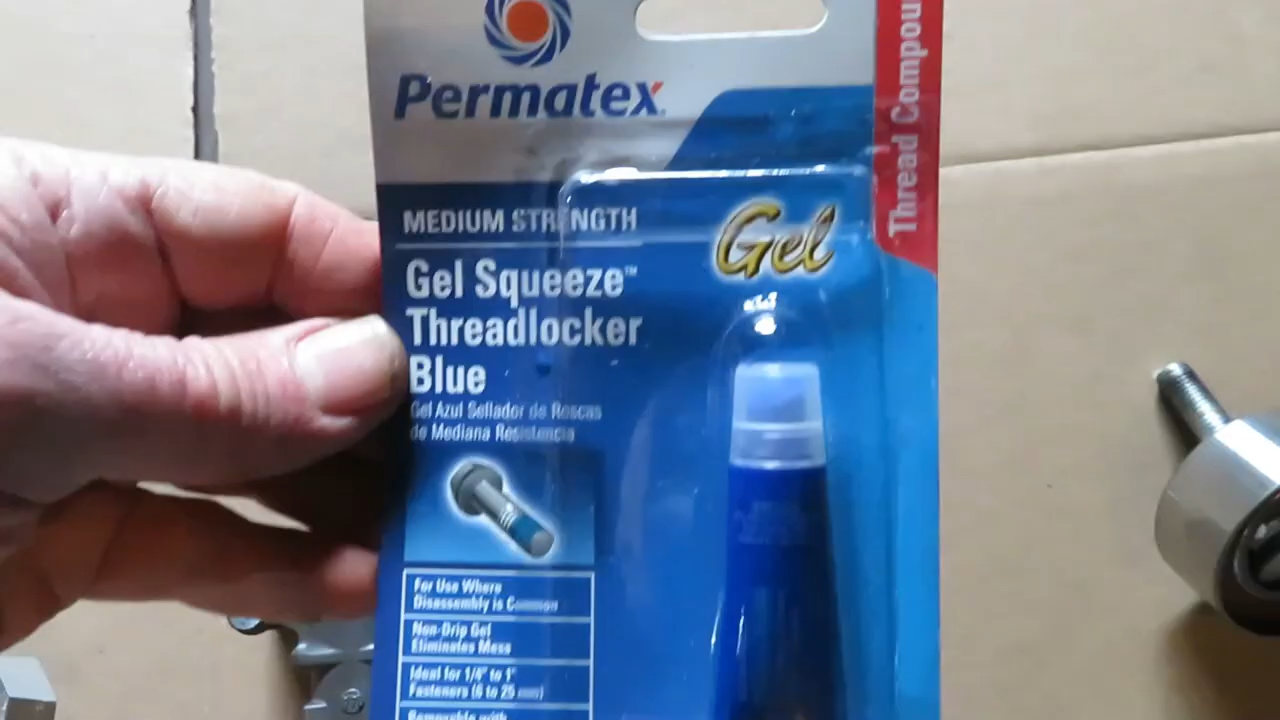 Permatex
Thread Compou
MEDIUM STRENGTH
Gel
Gel Squeeze™
Threadlocker
Blue
Gel Azul Sellador de Roscas
de Mediana Resistencia
For Use Where
Disassembly is Common
Non-Drip Gel
Eliminates Mess
Ideal for 1/4" to 1"
Fasteners (6 to 25 mm)
Removable with